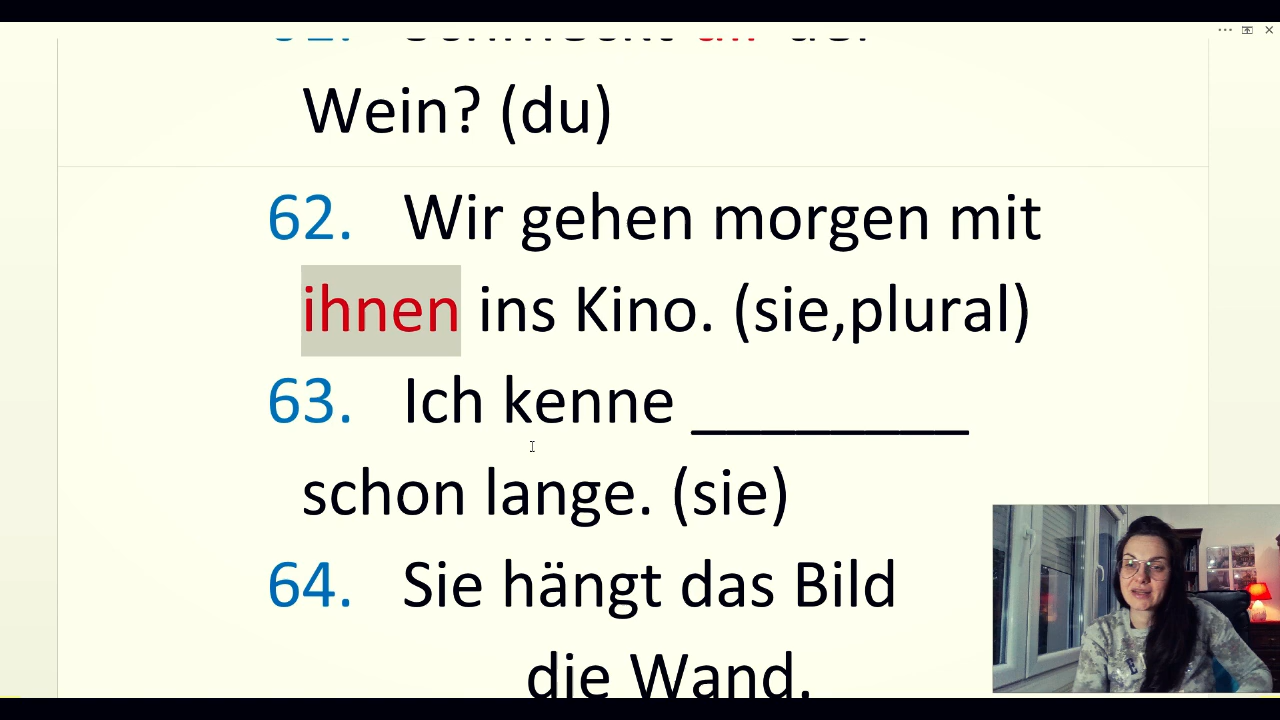 Wein? (du)
62. Wir gehen morgen mit
ihnen ins Kino. (sie,plural)
63. Ich kenne ________
schon lange. (sie)
64. Sie hängt das Bild
die Wand.